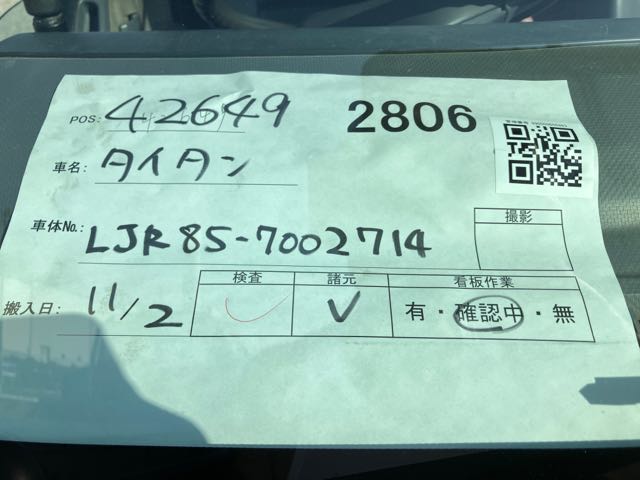 POS: 42649 2806
車名: タイタン
車体No.: LJR85-7002714
撮影
搬入日: 11/2
検査 諸元 看板作業
✓ ✓ 有・確認中・無